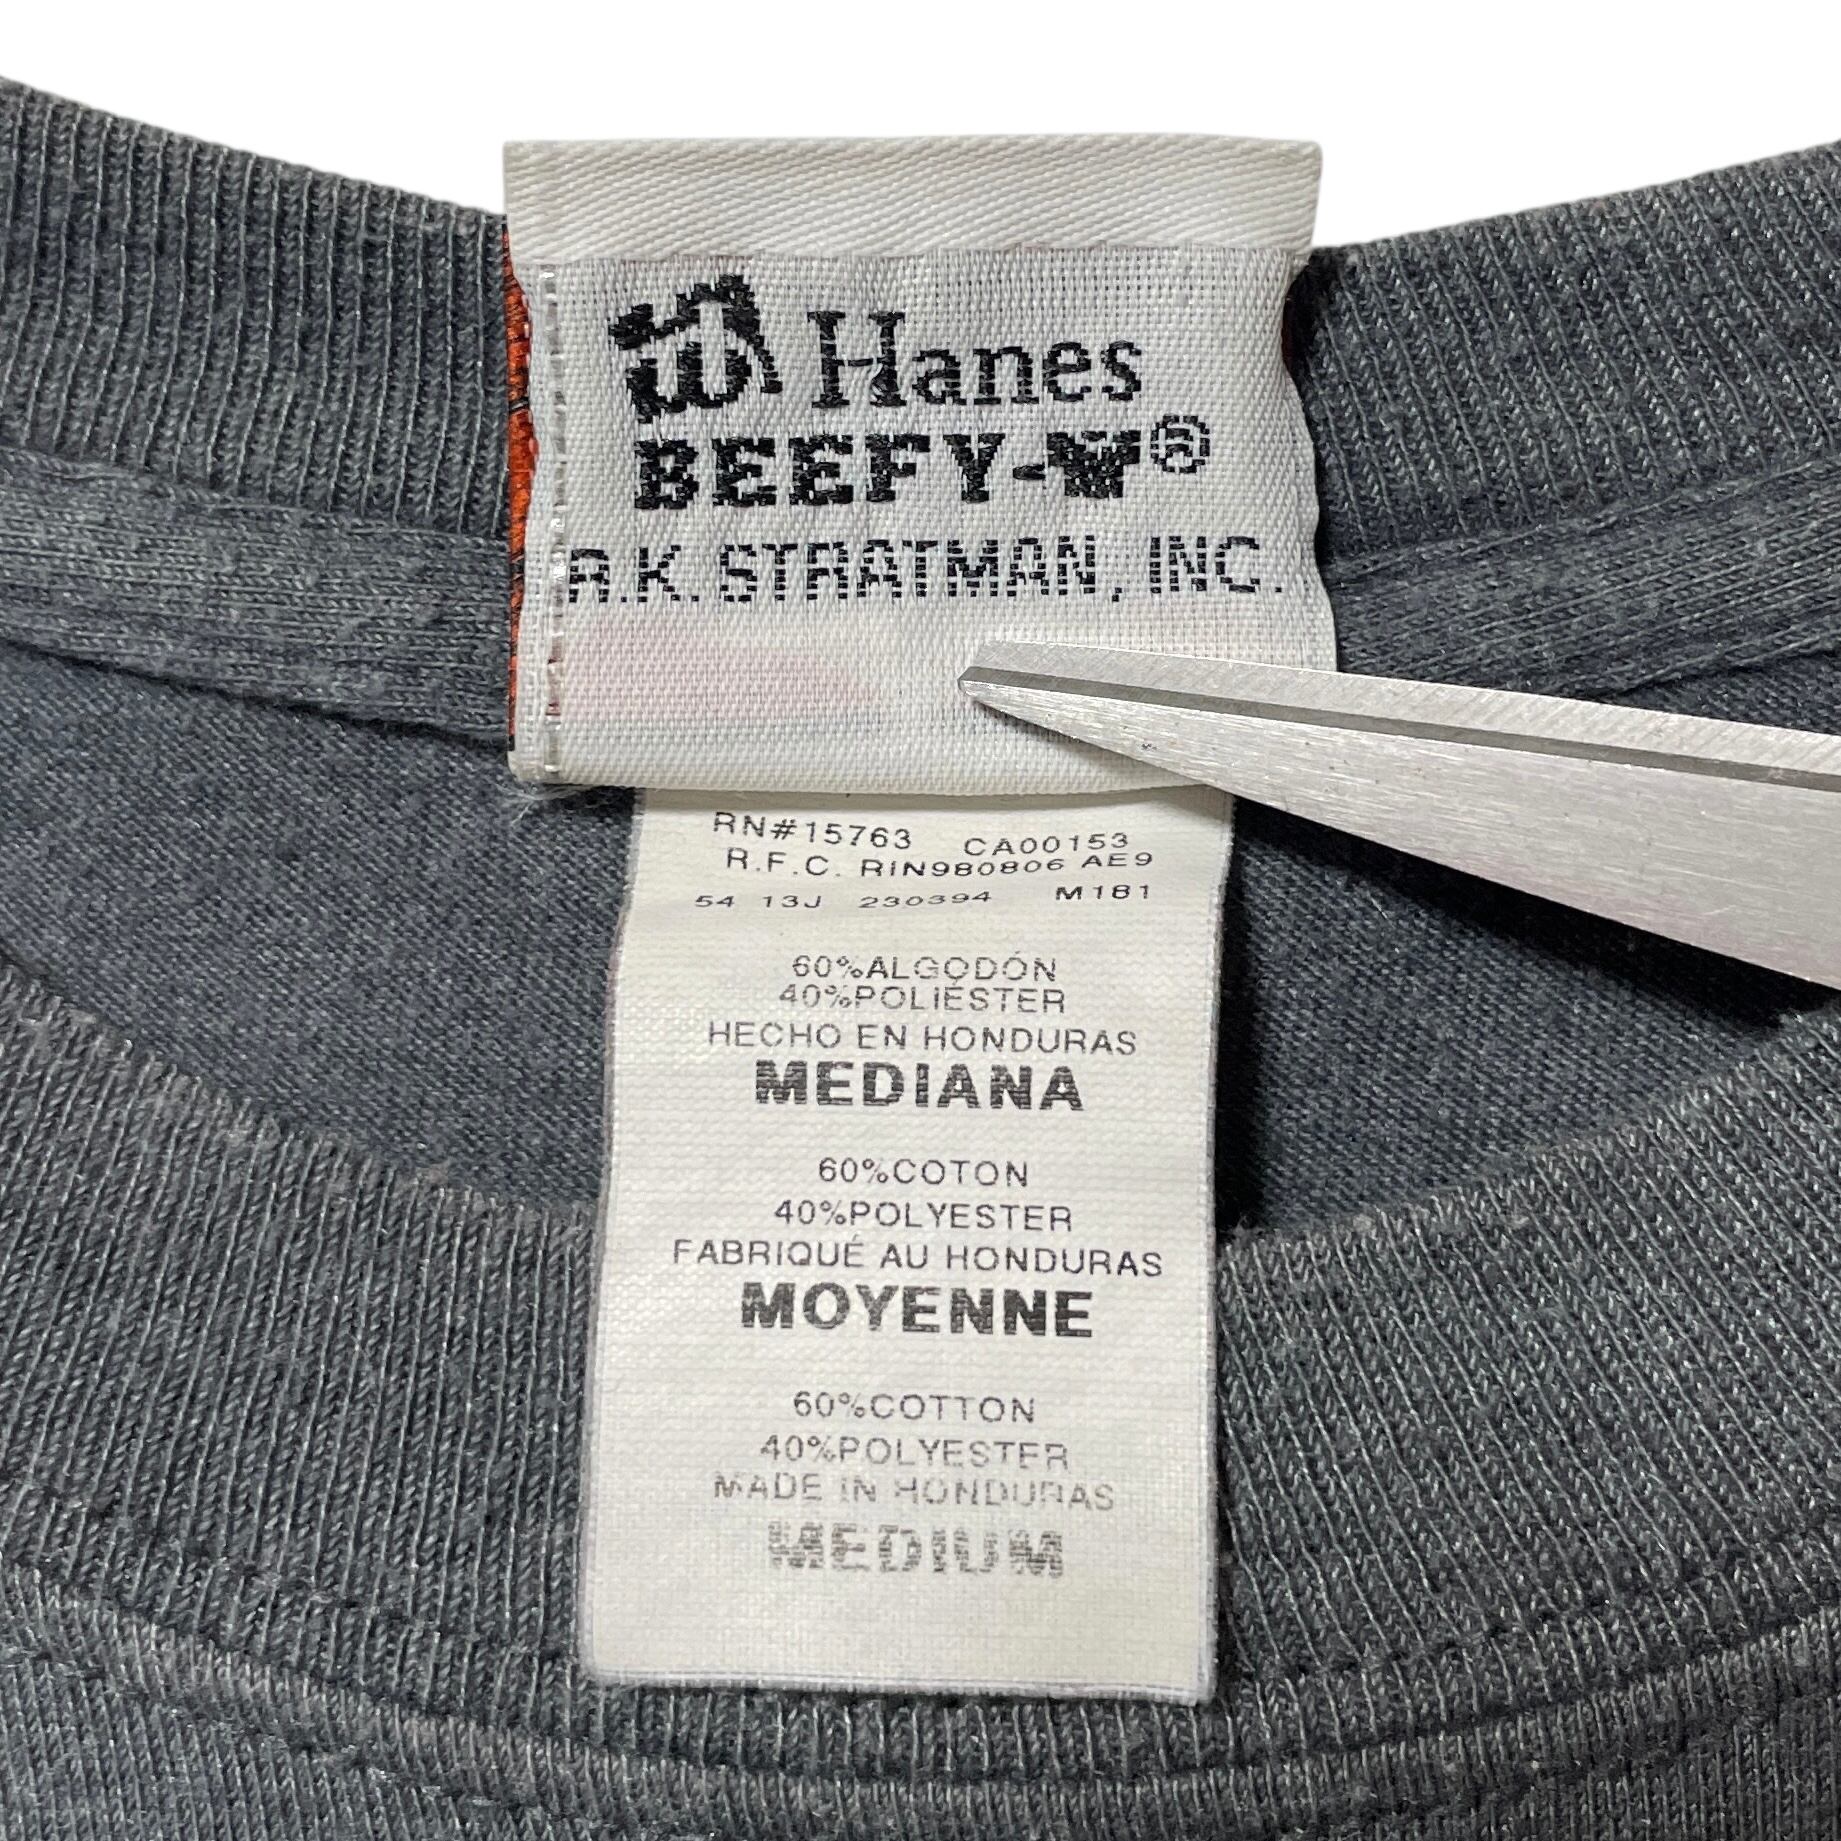 Hanes
BEEFY-T®
R.K. STRATMAN, INC.
RN#15763 CA00153
R.F.C. RIN980806 AE9
54 13J 230394 M181
60%ALGODÓN
40%POLIÉSTER
HECHO EN HONDURAS
MEDIANA
60%COTON
40%POLYESTER
FABRIQUÉ AU HONDURAS
MOYENNE
60%COTTON
40%POLYESTER
MADE IN HONDURAS
MEDIUM